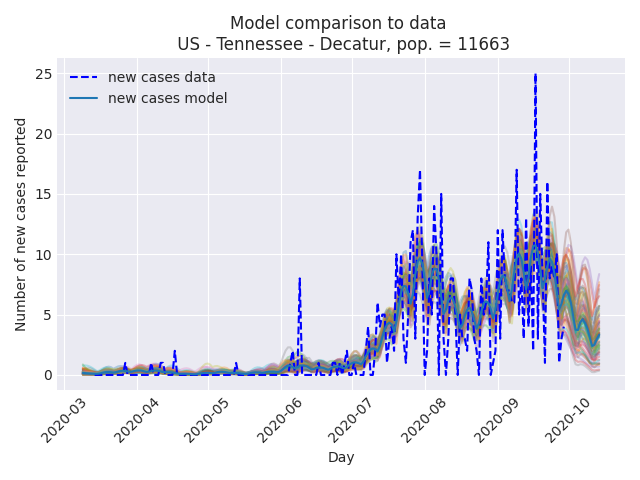 Model comparison to data
US - Tennessee - Decatur, pop. = 11663
new cases data
new cases model
Number of new cases reported
25
20
15
10
5
0
2020-03
2020-04
2020-05
2020-06
2020-07
2020-08
2020-09
2020-10
Day